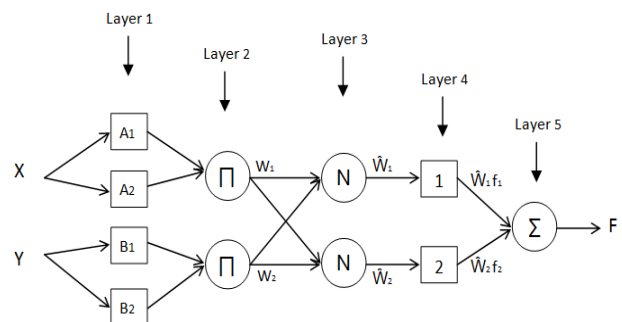 Layer 1
Layer 2
Layer 3
Layer 4
Layer 5
X
Y
A1
A2
B1
B2
Π
Π
W1
W2
N
N
Ŵ1
Ŵ2
1
2
Ŵ1f1
Ŵ2f2
Σ
F